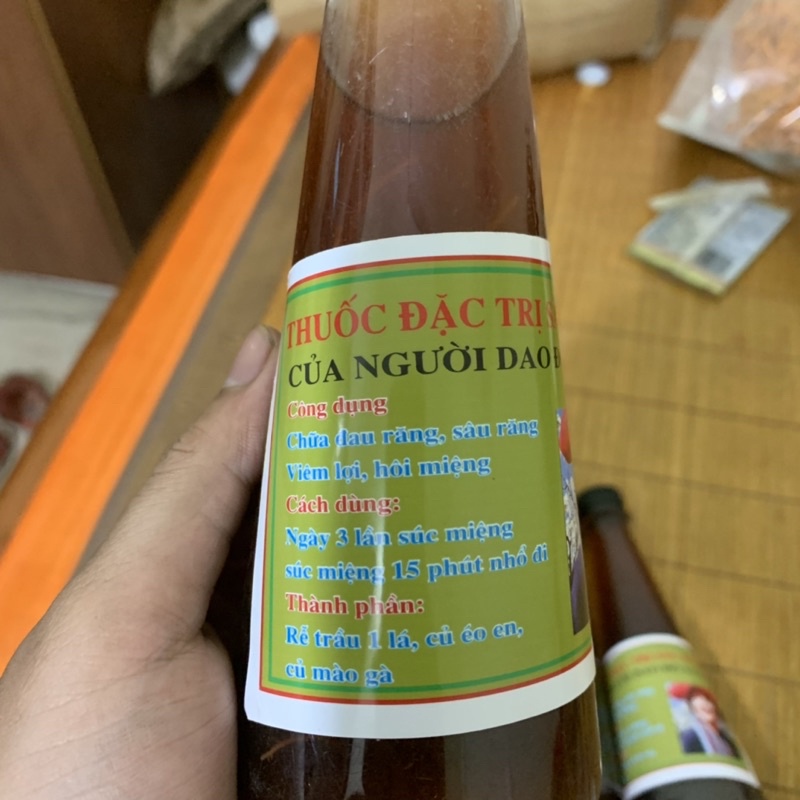 THUỐC ĐẶC TRỊ
CỦA NGƯỜI DAO
Công dụng
Chữa đau răng, sâu răng
Viêm lợi, hôi miệng
Cách dùng:
Ngày 3 lần súc miệng
súc miệng 15 phút nhổ đi
Thành phần:
Rễ trầu 1 lá, củ éo en,
củ mào gà